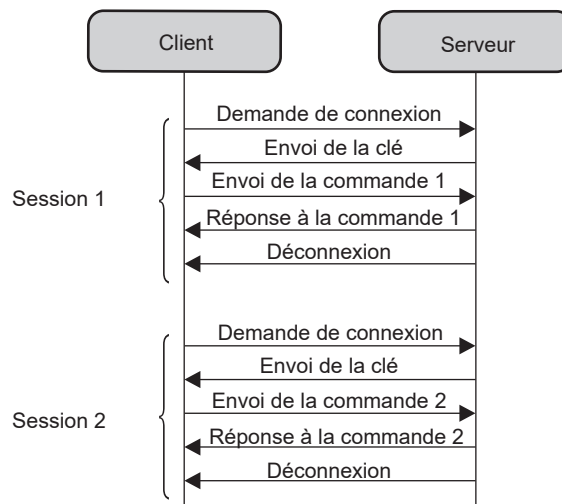 Client
Serveur
Demande de connexion
Envoi de la clé
Session 1
Envoi de la commande 1
Réponse à la commande 1
Déconnexion
Demande de connexion
Envoi de la clé
Session 2
Envoi de la commande 2
Réponse à la commande 2
Déconnexion